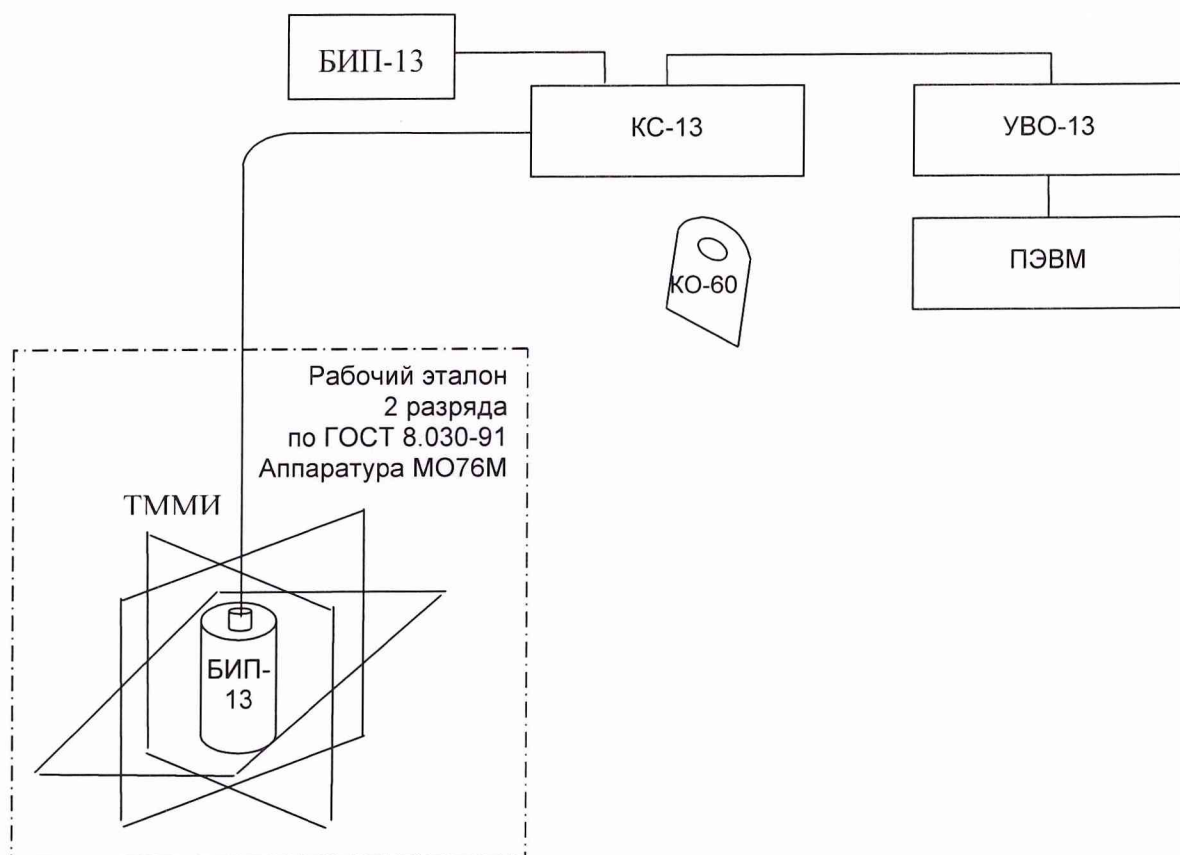 БИП-13
КС-13
УВО-13
ПЭВМ
КО-60
Рабочий эталон
2 разряда
по ГОСТ 8.030-91
Аппаратура МО76М
ТММИ
БИП-
13